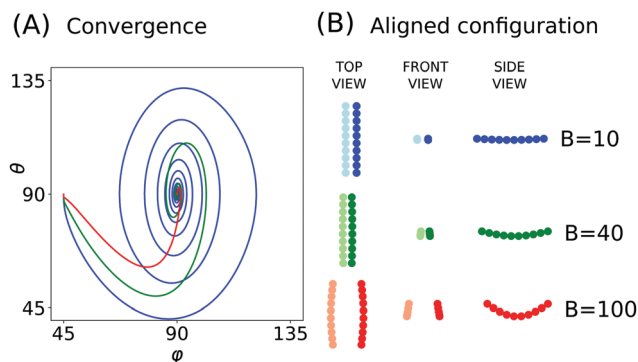 (A) Convergence
135
90
45
θ
45
90
135
φ
(B) Aligned configuration
TOP VIEW
FRONT VIEW
SIDE VIEW
B=10
B=40
B=100